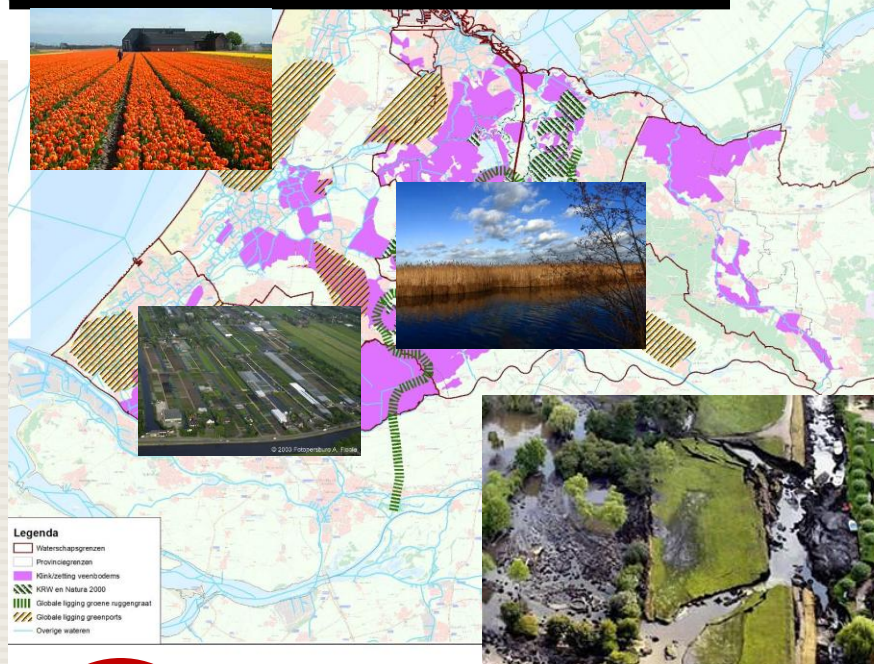 © 2003 Fotopersburo A. Fisole
Legenda
Waterschapsgrenzen
Provinciegrenzen
Klink/zetting veenbodems
KRW en Natura 2000
Globale ligging groene ruggengraat
Globale ligging greenports
Overige wateren